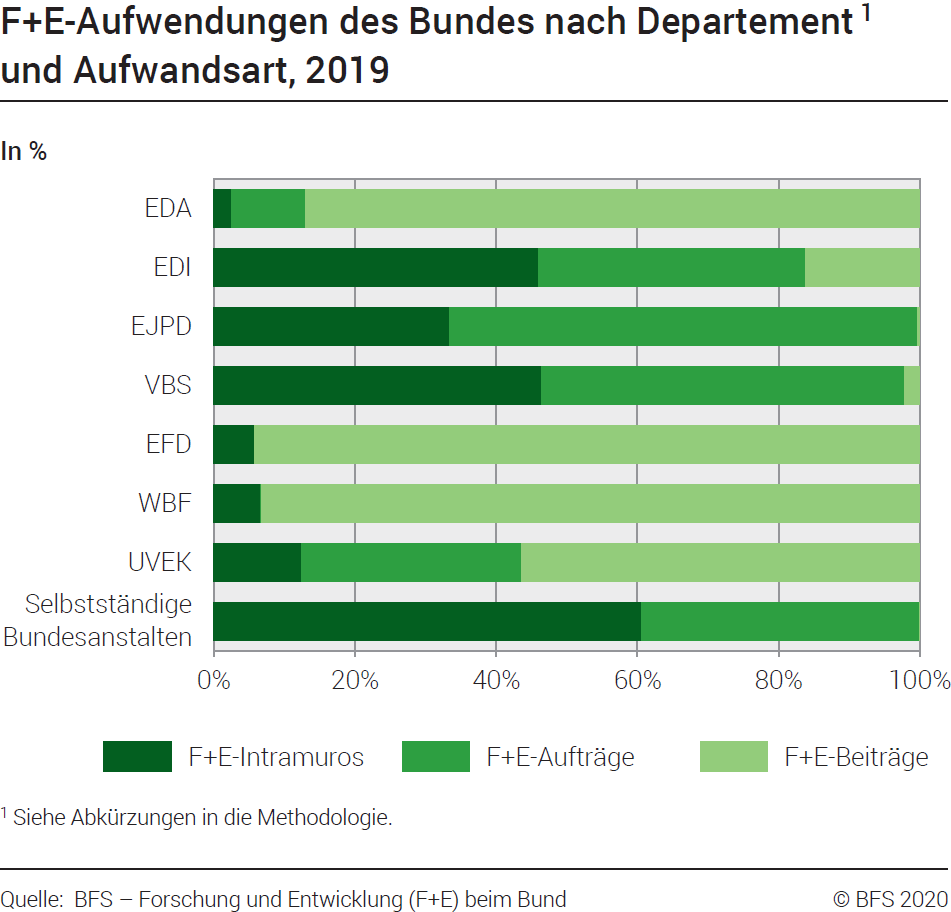 F+E-Aufwendungen des Bundes nach Departement ¹
und Aufwandsart, 2019
In %
EDA
EDI
EJPD
VBS
EFD
WBF
UVEK
Selbstständige
Bundesanstalten
0% 20% 40% 60% 80% 100%
F+E-Intramuros F+E-Aufträge F+E-Beiträge
¹ Siehe Abkürzungen in die Methodologie.
Quelle: BFS – Forschung und Entwicklung (F+E) beim Bund © BFS 2020